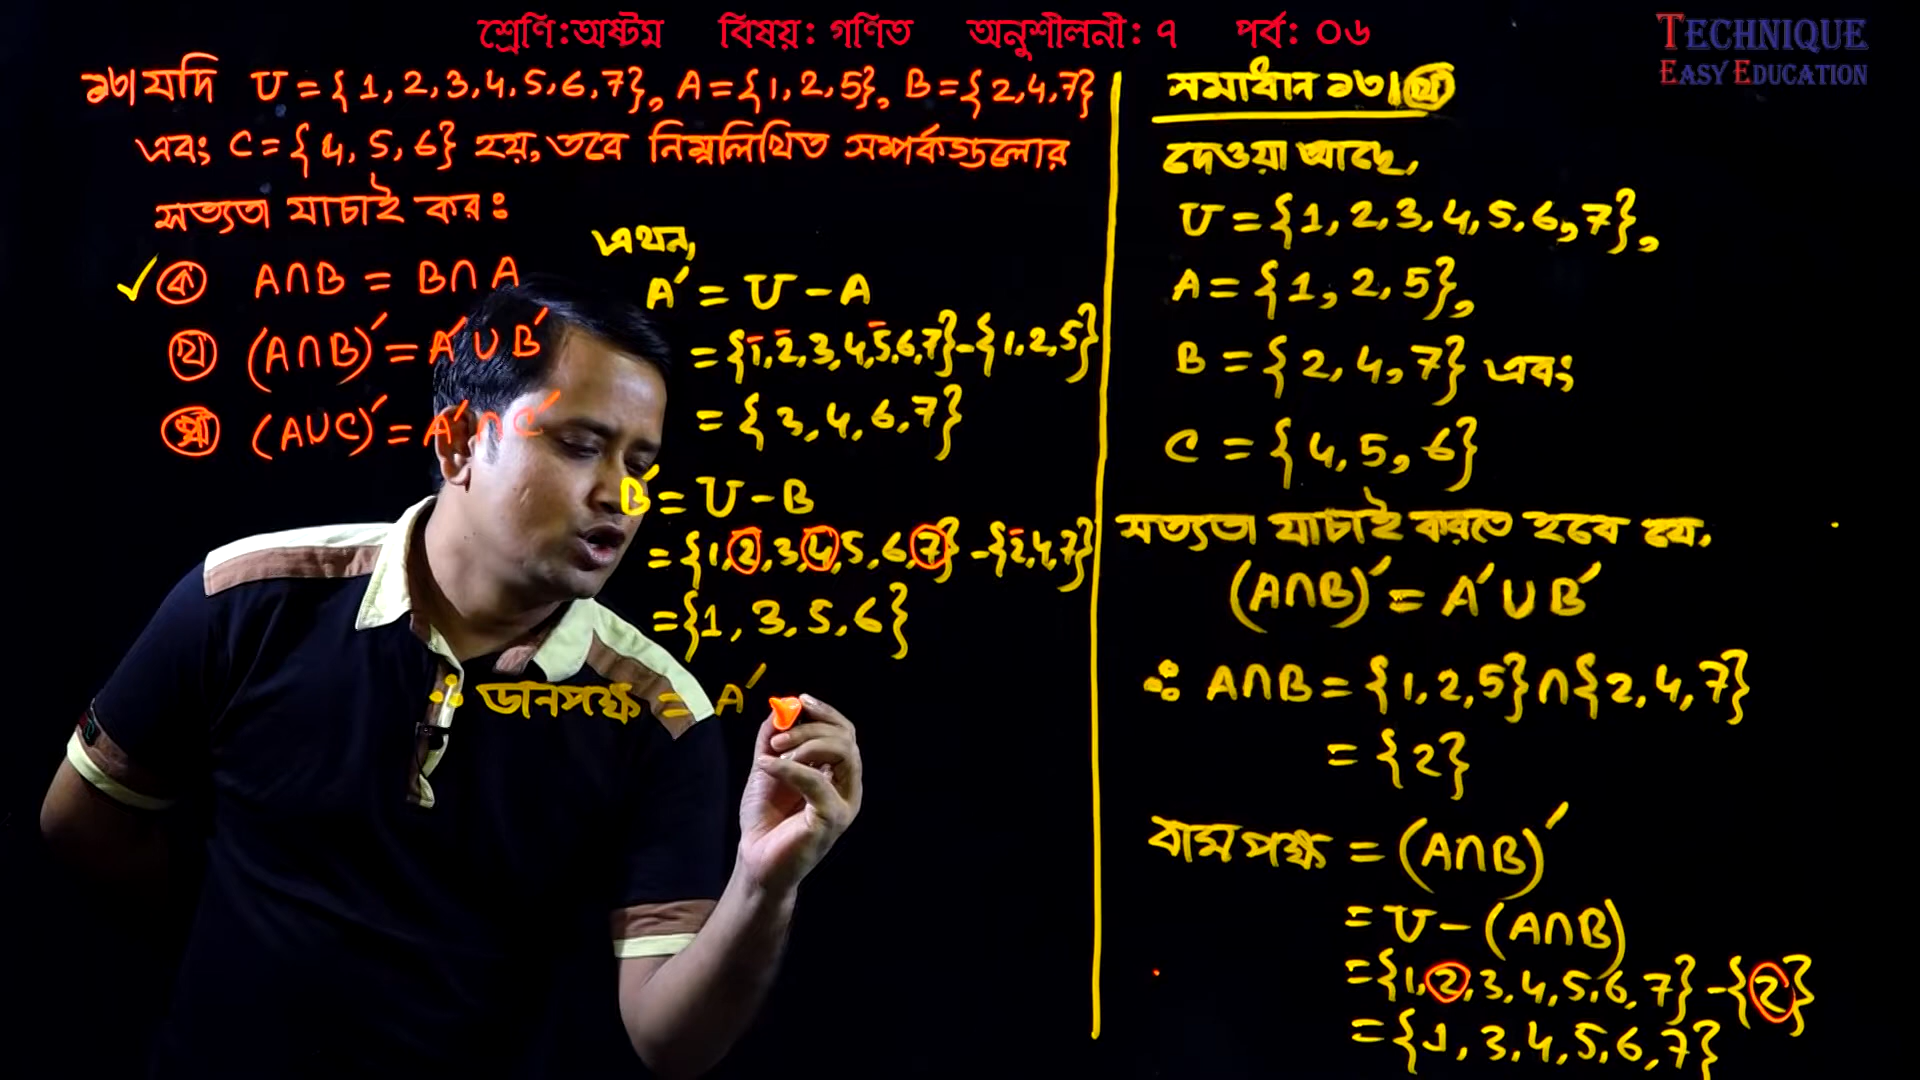 শ্রেণি:অষ্টম বিষয়: গণিত অনুশীলনী: ৭ পর্ব: ০৬
TECHNIQUE
EASY EDUCATION
১৩। যদি U = {1, 2, 3, 4, 5, 6, 7}, A = {1, 2, 5}, B = {2, 4, 7}
এবং C = {4, 5, 6} হয়, তবে নিম্নলিখিত সম্পর্কগুলোর
সত্যতা যাচাই কর:
✓ (ক) A∩B = B∩A
(খ) (A∩B)′ = A′∪B′
(গ) (A∪C)′ = A′∩C′
এখন,
A′ = U - A
= {1,2,3,4,5,6,7} - {1,2,5}
= {3, 4, 6, 7}
B′ = U - B
= {1,2,3,4,5,6,7} - {2,4,7}
= {1, 3, 5, 6}
∴ ডানপক্ষ = A′
সমাধান ১৩।(খ)
দেওয়া আছে,
U = {1, 2, 3, 4, 5, 6, 7},
A = {1, 2, 5},
B = {2, 4, 7} এবং
C = {4, 5, 6}
সত্যতা যাচাই করতে হবে যে,
(A∩B)′ = A′∪B′
∴ A∩B = {1, 2, 5}∩{2, 4, 7}
= {2}
বামপক্ষ = (A∩B)′
= U - (A∩B)
= {1, 2, 3, 4, 5, 6, 7} - {2}
= {1, 3, 4, 5, 6, 7}